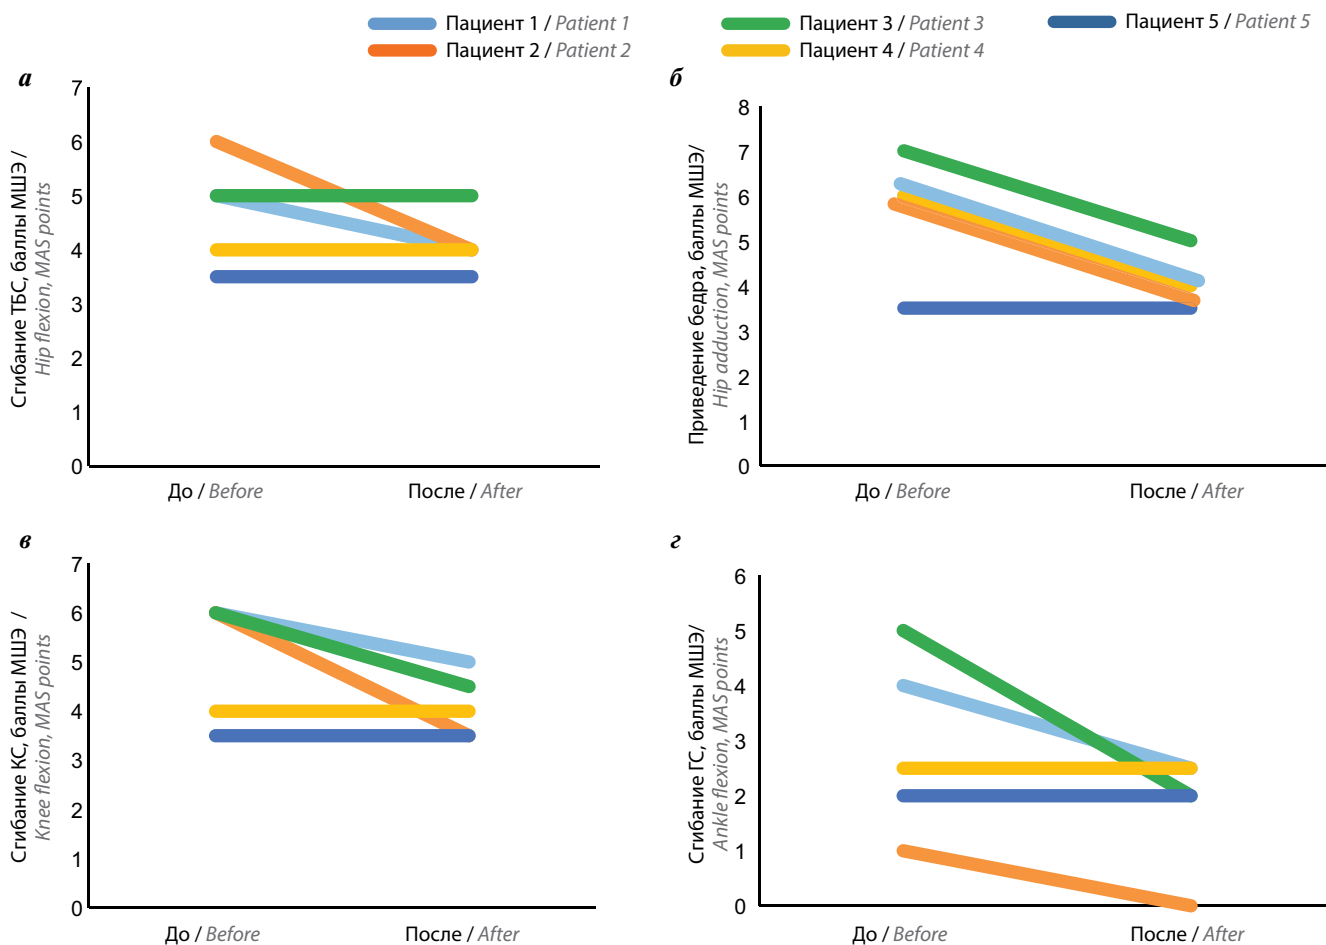 Пациент 1 / Patient 1
Пациент 2 / Patient 2
Пациент 3 / Patient 3
Пациент 4 / Patient 4
Пациент 5 / Patient 5
а
Сгибание ТБС, баллы МШЭ /
Hip flexion, MAS points
7
6
5
4
3
2
1
0
До / Before
После / After
б
Приведение бедра, баллы МШЭ/
Hip adduction, MAS points
8
7
6
5
4
3
2
1
0
До / Before
После / After
в
Сгибание КС, баллы МШЭ /
Knee flexion, MAS points
7
6
5
4
3
2
1
0
До / Before
После / After
г
Сгибание ГС, баллы МШЭ/
Ankle flexion, MAS points
6
5
4
3
2
1
0
До / Before
После / After